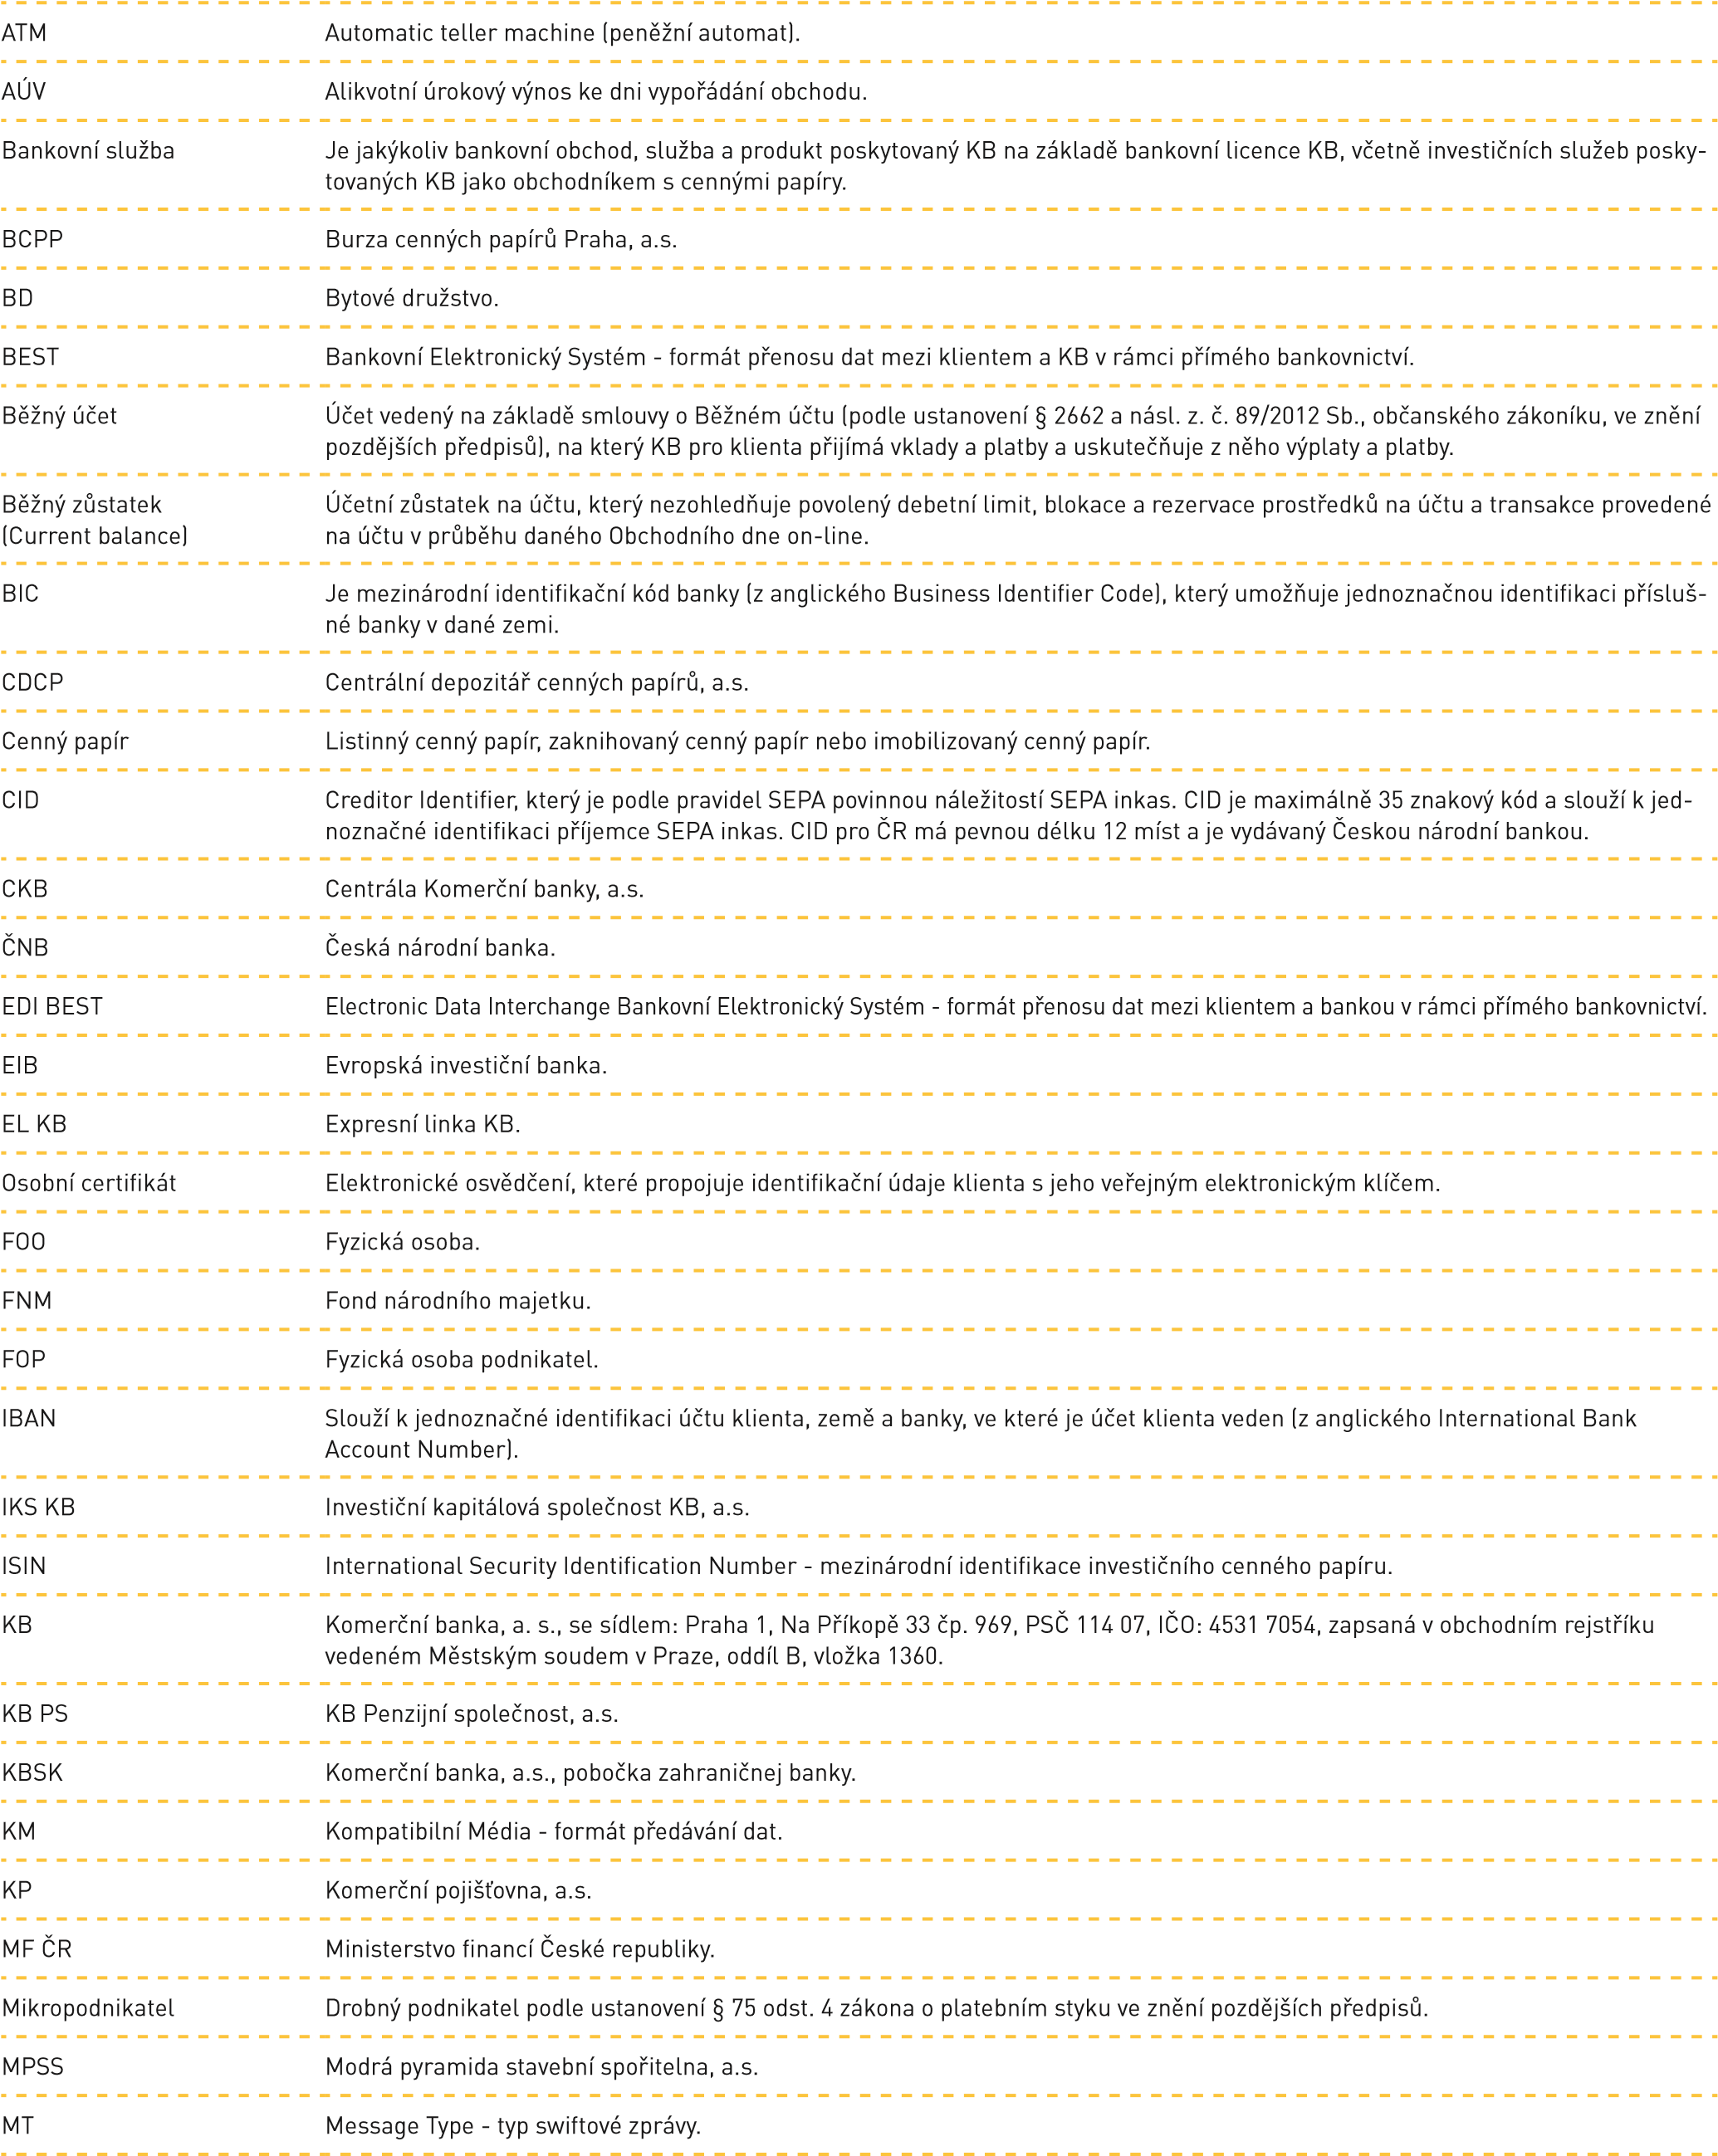 ATM Automatic teller machine (peněžní automat).
AÚV Alikvotní úrokový výnos ke dni vypořádání obchodu.
Bankovní služba Je jakýkoliv bankovní obchod, služba a produkt poskytovaný KB na základě bankovní licence KB, včetně investičních služeb posky-
tovaných KB jako obchodníkem s cennými papíry.
BCPP Burza cenných papírů Praha, a.s.
BD Bytové družstvo.
BEST Bankovní Elektronický Systém - formát přenosu dat mezi klientem a KB v rámci přímého bankovnictví.
Běžný účet Účet vedený na základě smlouvy o Běžném účtu (podle ustanovení § 2662 a násl. z. č. 89/2012 Sb., občanského zákoníku, ve znění
pozdějších předpisů), na který KB pro klienta přijímá vklady a platby a uskutečňuje z něho výplaty a platby.
Běžný zůstatek Účetní zůstatek na účtu, který nezohledňuje povolený debetní limit, blokace a rezervace prostředků na účtu a transakce provedené
(Current balance) na účtu v průběhu daného Obchodního dne on-line.
BIC Je mezinárodní identifikační kód banky (z anglického Business Identifier Code), který umožňuje jednoznačnou identifikaci přísluš-
né banky v dané zemi.
CDCP Centrální depozitář cenných papírů, a.s.
Cenný papír Listinný cenný papír, zaknihovaný cenný papír nebo imobilizovaný cenný papír.
CID Creditor Identifier, který je podle pravidel SEPA povinnou náležitostí SEPA inkas. CID je maximálně 35 znakový kód a slouží k jed-
noznačné identifikaci příjemce SEPA inkas. CID pro ČR má pevnou délku 12 míst a je vydávaný Českou národní bankou.
CKB Centrála Komerční banky, a.s.
ČNB Česká národní banka.
EDI BEST Electronic Data Interchange Bankovní Elektronický Systém - formát přenosu dat mezi klientem a bankou v rámci přímého bankovnictví.
EIB Evropská investiční banka.
EL KB Expresní linka KB.
Osobní certifikát Elektronické osvědčení, které propojuje identifikační údaje klienta s jeho veřejným elektronickým klíčem.
FOO Fyzická osoba.
FNM Fond národního majetku.
FOP Fyzická osoba podnikatel.
IBAN Slouží k jednoznačné identifikaci účtu klienta, země a banky, ve které je účet klienta veden (z anglického International Bank
Account Number).
IKS KB Investiční kapitálová společnost KB, a.s.
ISIN International Security Identification Number - mezinárodní identifikace investičního cenného papíru.
KB Komerční banka, a. s., se sídlem: Praha 1, Na Příkopě 33 čp. 969, PSČ 114 07, IČO: 4531 7054, zapsaná v obchodním rejstříku
vedeném Městským soudem v Praze, oddíl B, vložka 1360.
KB PS KB Penzijní společnost, a.s.
KBSK Komerční banka, a.s., pobočka zahraničnej banky.
KM Kompatibilní Média - formát předávání dat.
KP Komerční pojišťovna, a.s.
MF ČR Ministerstvo financí České republiky.
Mikropodnikatel Drobný podnikatel podle ustanovení § 75 odst. 4 zákona o platebním styku ve znění pozdějších předpisů.
MPSS Modrá pyramida stavební spořitelna, a.s.
MT Message Type - typ swiftové zprávy.